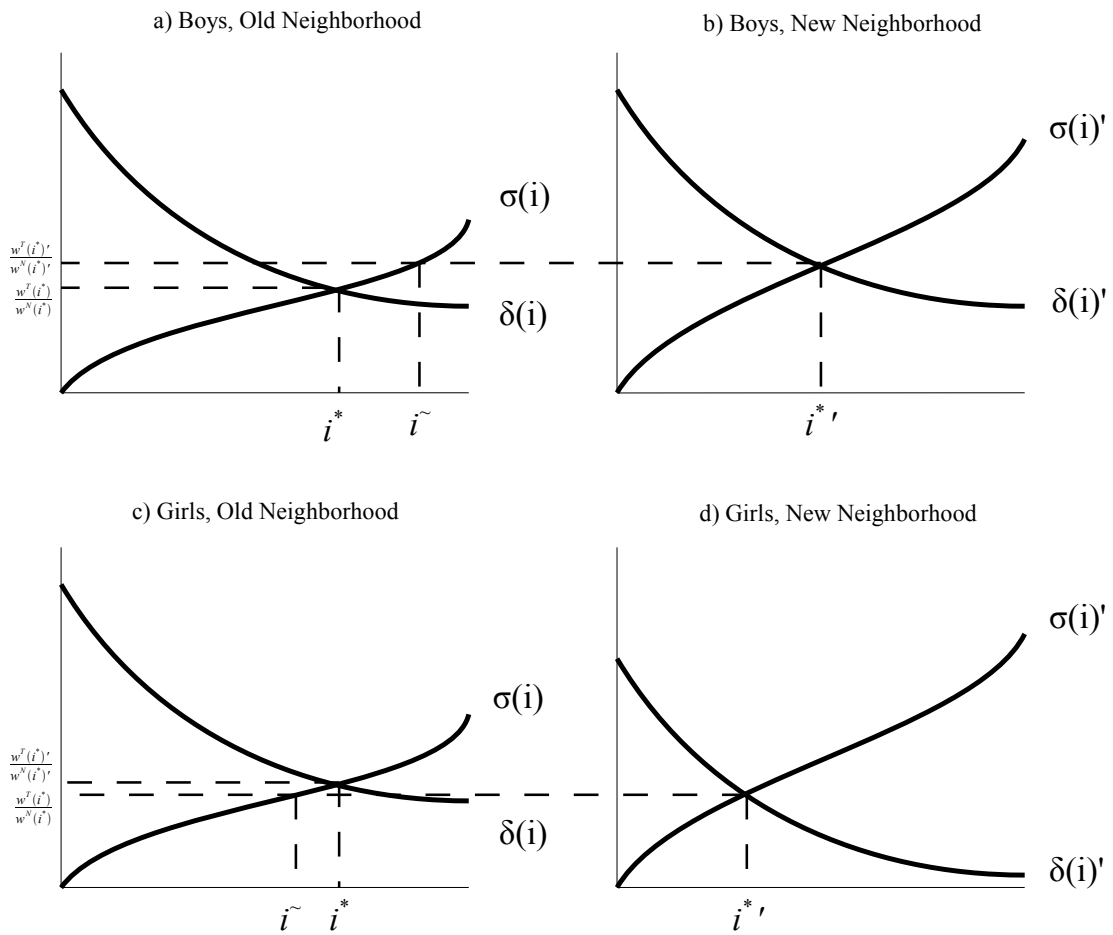 a) Boys, Old Neighborhood
b) Boys, New Neighborhood
σ(i)'
σ(i)
w^T(i^*)'
w^N(i^*)'
w^T(i^*)
w^N(i^*)
δ(i)
δ(i)'
i^*
i^~
i^*'
c) Girls, Old Neighborhood
d) Girls, New Neighborhood
σ(i)'
σ(i)
w^T(i^*)'
w^N(i^*)'
w^T(i^*)
w^N(i^*)
δ(i)
δ(i)'
i^~
i^*
i^*'